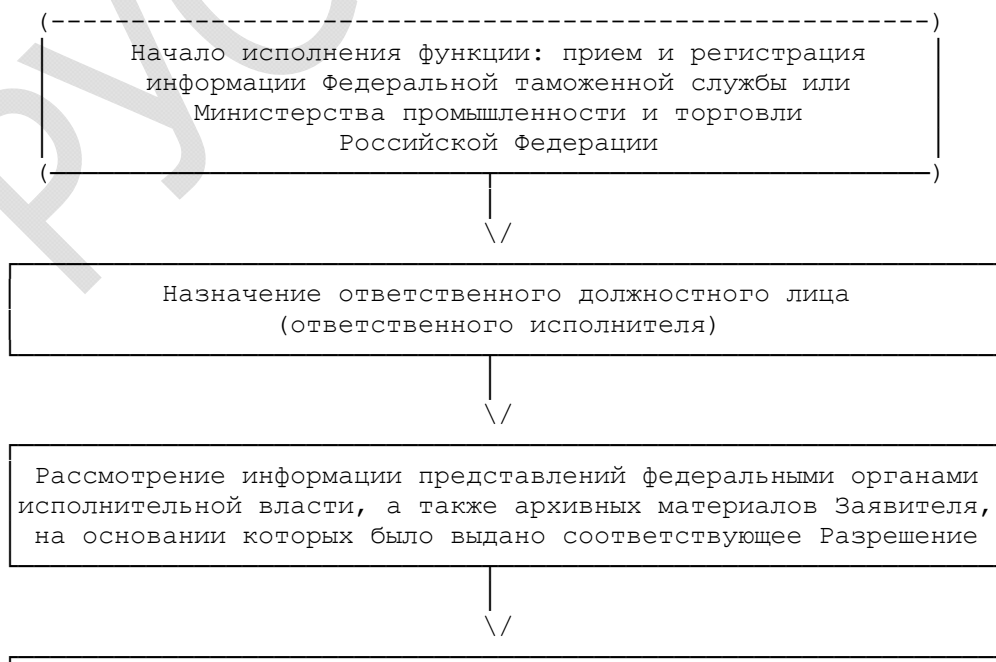 Начало исполнения функции: прием и регистрация
информации Федеральной таможенной службы или
Министерства промышленности и торговли
Российской Федерации
Назначение ответственного должностного лица
(ответственного исполнителя)
Рассмотрение информации представлений федеральными органами
исполнительной власти, а также архивных материалов Заявителя,
на основании которых было выдано соответствующее Разрешение